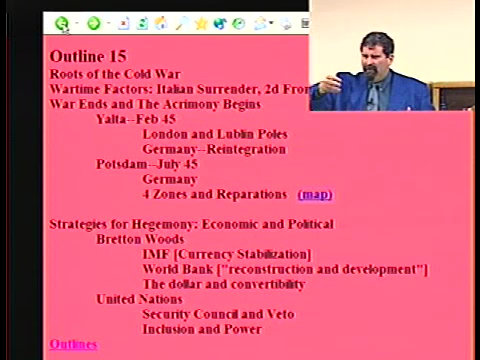 Outline 15
Roots of the Cold War
Wartime Factors: Italian Surrender, 2d
War Ends and The Acrimony Begins
Yalta--Feb 45
London and Lublin Poles
Germany--Reintegration
Potsdam--July 45
Germany
4 Zones and Reparations (map)
Strategies for Hegemony: Economic and Political
Bretton Woods
IMF [Currency Stabilization]
World Bank ["reconstruction and development"]
The dollar and convertibility
United Nations
Security Council and Veto
Inclusion and Power
Outlines